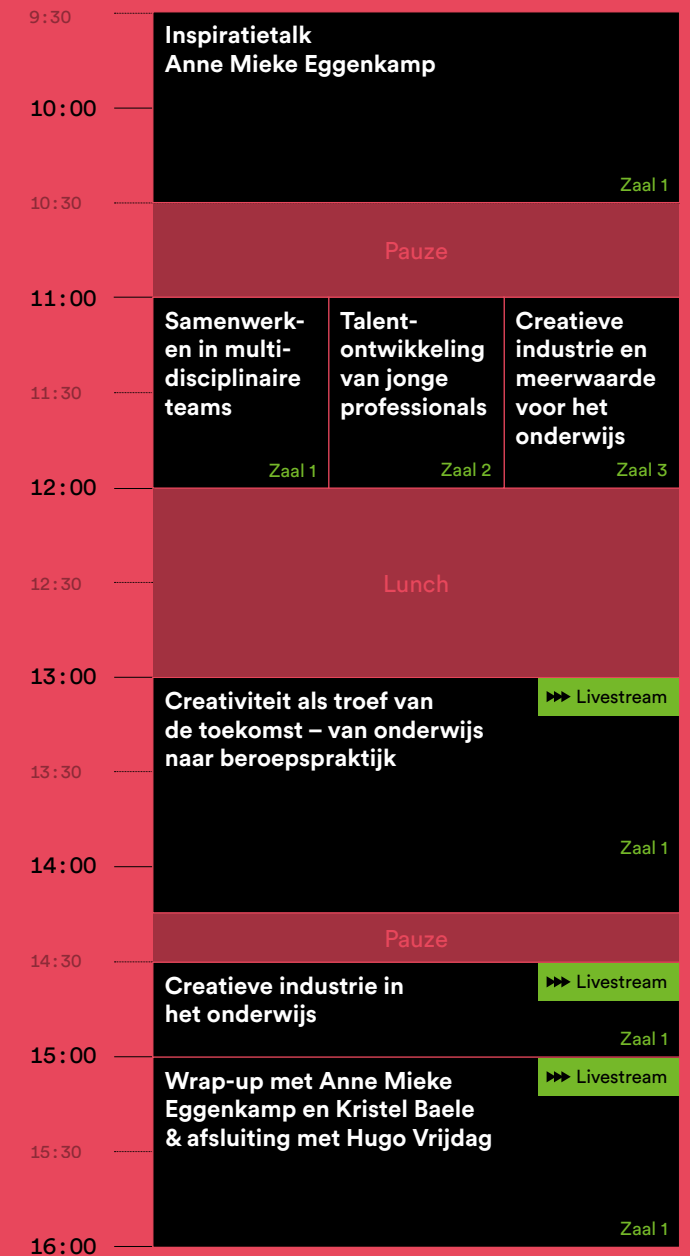 9:30
Inspiratietalk
Anne Mieke Eggenkamp
10:00
Zaal 1
10:30
Pauze
11:00
Samenwerk-
en in multi-
disciplinaire
teams
Zaal 1
Talent-
ontwikkeling
van jonge
professionals
Zaal 2
Creatieve
industrie en
meerwaarde
voor het
onderwijs
Zaal 3
11:30
12:00
Lunch
12:30
13:00
Livestream
Creativiteit als troef van
de toekomst – van onderwijs
naar beroepspraktijk
13:30
Zaal 1
14:00
Pauze
14:30
Livestream
Creatieve industrie in
het onderwijs
Zaal 1
15:00
Livestream
Wrap-up met Anne Mieke
Eggenkamp en Kristel Baele
& afsluiting met Hugo Vrijdag
15:30
Zaal 1
16:00